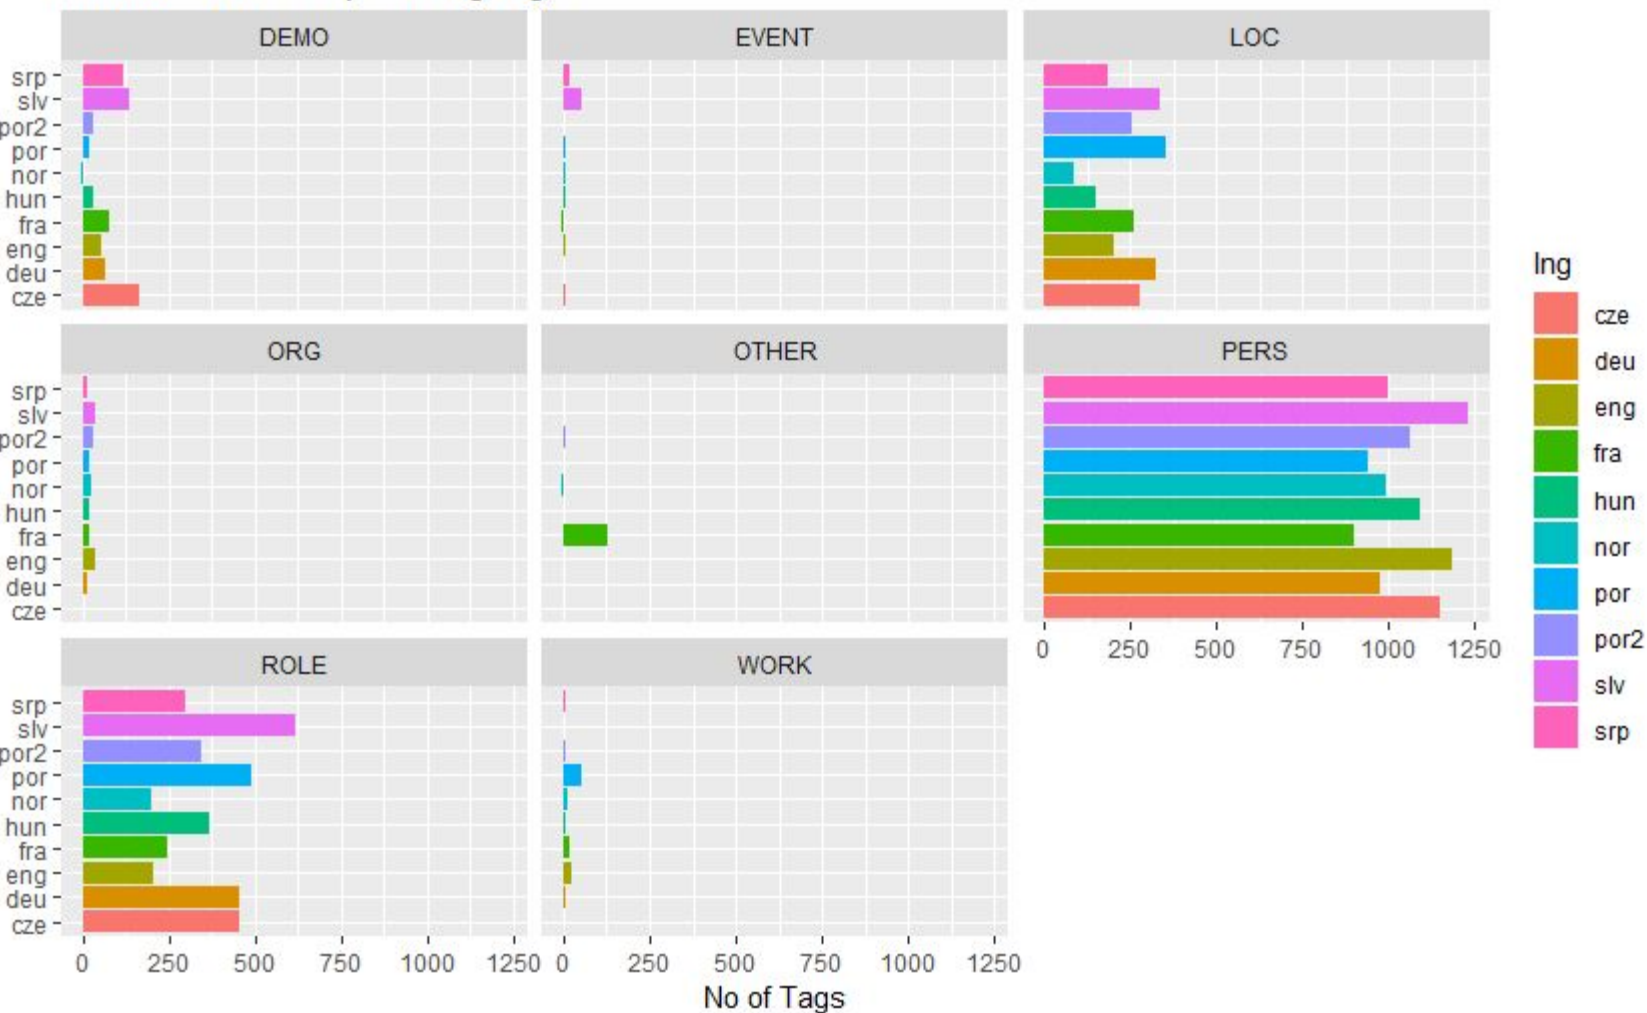 DEMO EVENT LOC
srp
slv
por2
por
nor
hun
fra
eng
deu
cze
ORG OTHER PERS
srp
slv
por2
por
nor
hun
fra
eng
deu
cze
0 250 500 750 1000 1250
ROLE WORK
srp
slv
por2
por
nor
hun
fra
eng
deu
cze
0 250 500 750 1000 1250 0 250 500 750 1000 1250
No of Tags
lng
cze
deu
eng
fra
hun
nor
por
por2
slv
srp